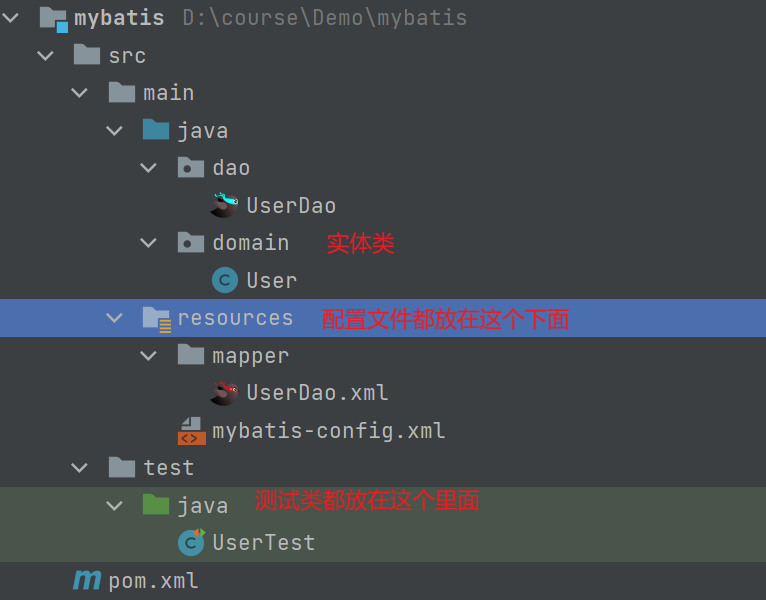 mybatis D:\course\Demo\mybatis
src
main
java
dao
UserDao
domain 实体类
C User
resources 配置文件都放在这个下面
mapper
UserDao.xml
<> mybatis-config.xml
test
java 测试类都放在这个里面
C UserTest
m pom.xml